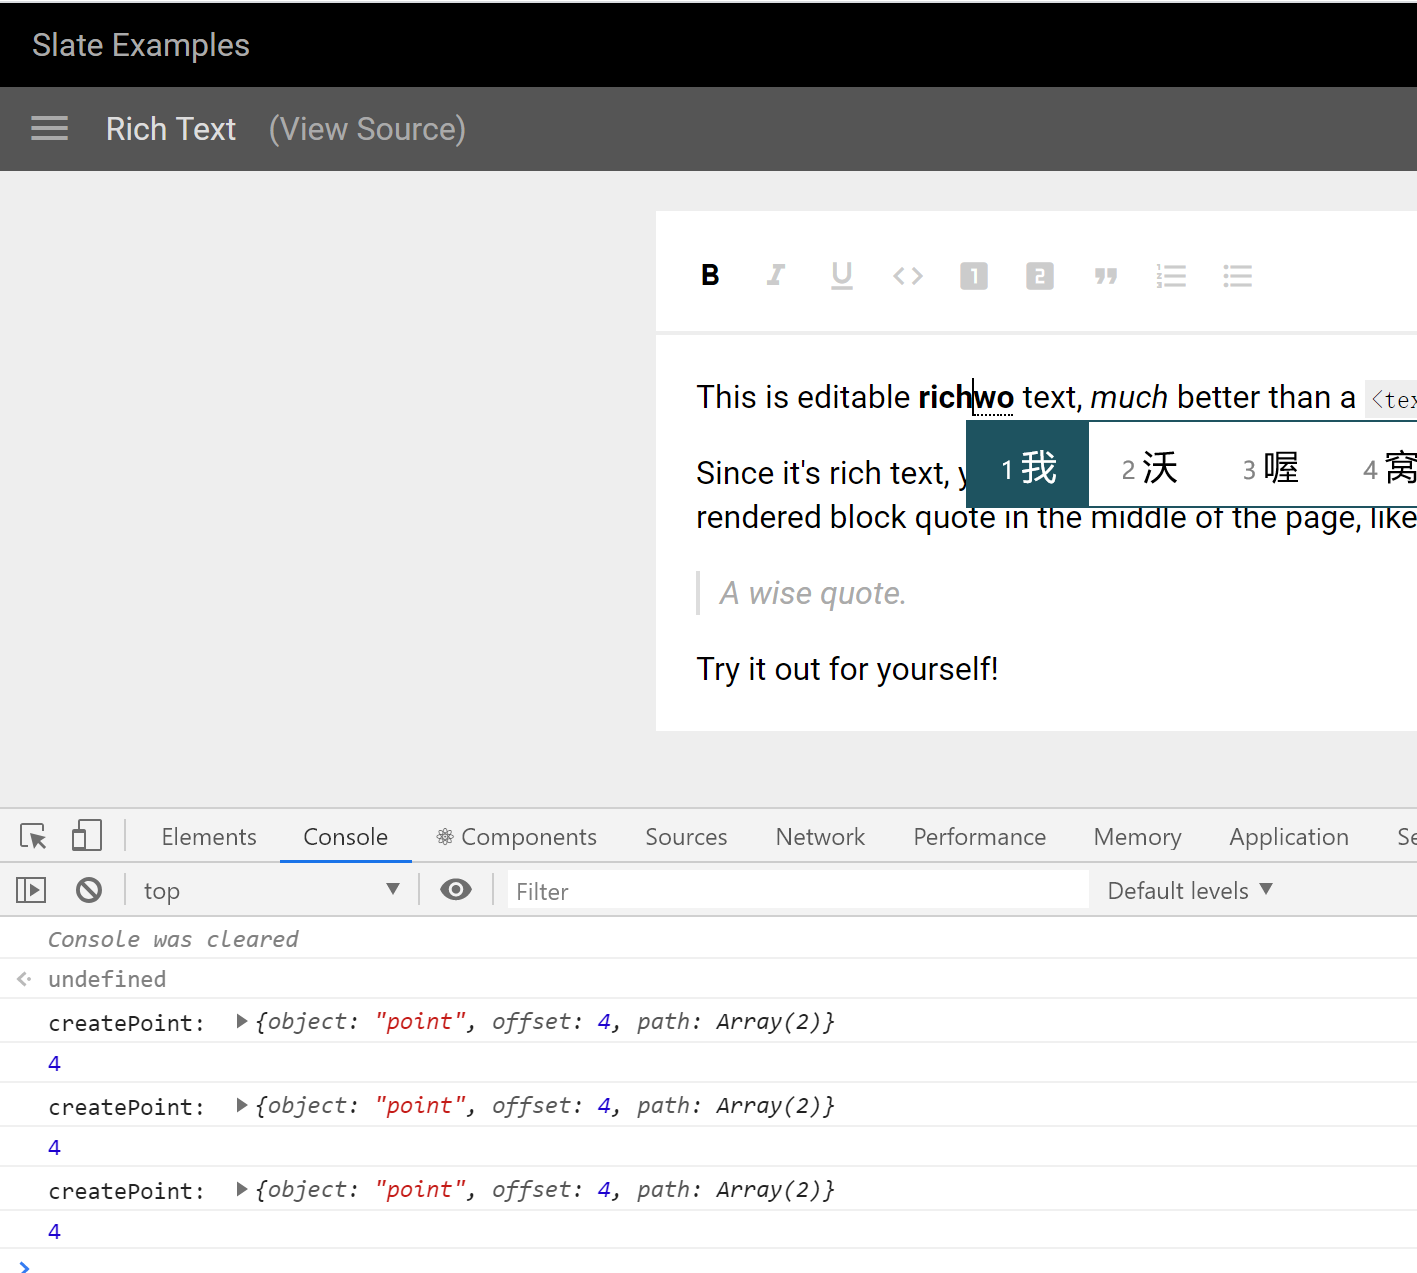 Slate Examples
Rich Text (View Source)
B I U <> 1 2
This is editable richwo text, much better than a <tex
1 我 2 沃 3 喔 4 窝
Since it's rich text, y
rendered block quote in the middle of the page, like
A wise quote.
Try it out for yourself!
Elements Console Components Sources Network Performance Memory Application Se
top Filter Default levels
Console was cleared
undefined
createPoint: {object: "point", offset: 4, path: Array(2)}
4
createPoint: {object: "point", offset: 4, path: Array(2)}
4
createPoint: {object: "point", offset: 4, path: Array(2)}
4